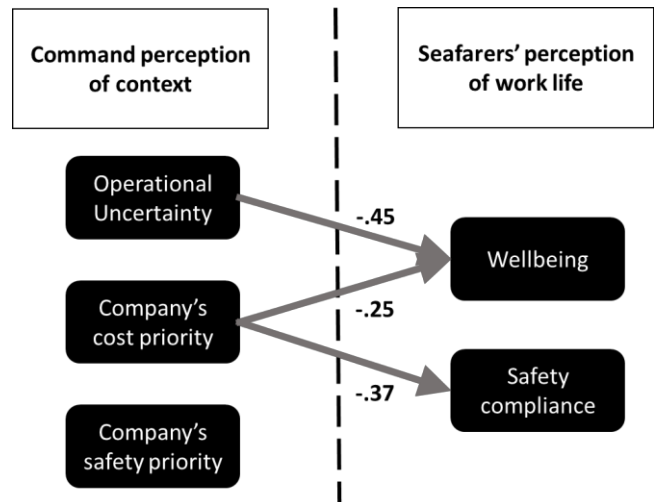 Command perception
of context
Seafarers’ perception
of work life
Operational
Uncertainty
-.45
Wellbeing
Company’s
cost priority
-.25
-.37
Safety
compliance
Company’s
safety priority